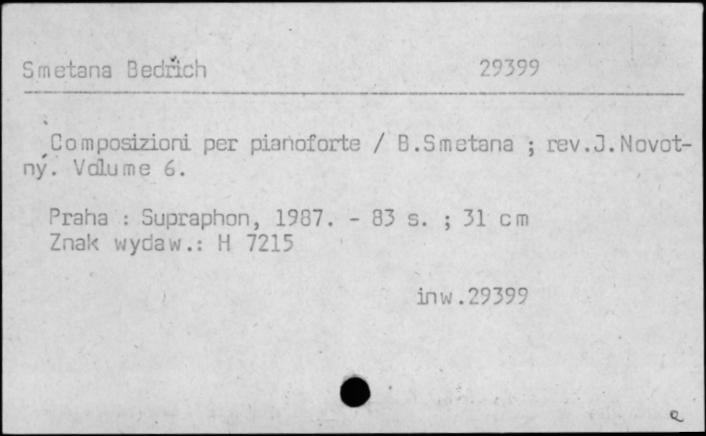 Smetana Bedřich 29399
Composizioni per pianoforte / B.Smetana ; rev.J.Novot-
ný. Volume 6.
Praha : Supraphon, 1987. - 83 s. ; 31 cm
Znak wydaw.: H 7215
inw.29399